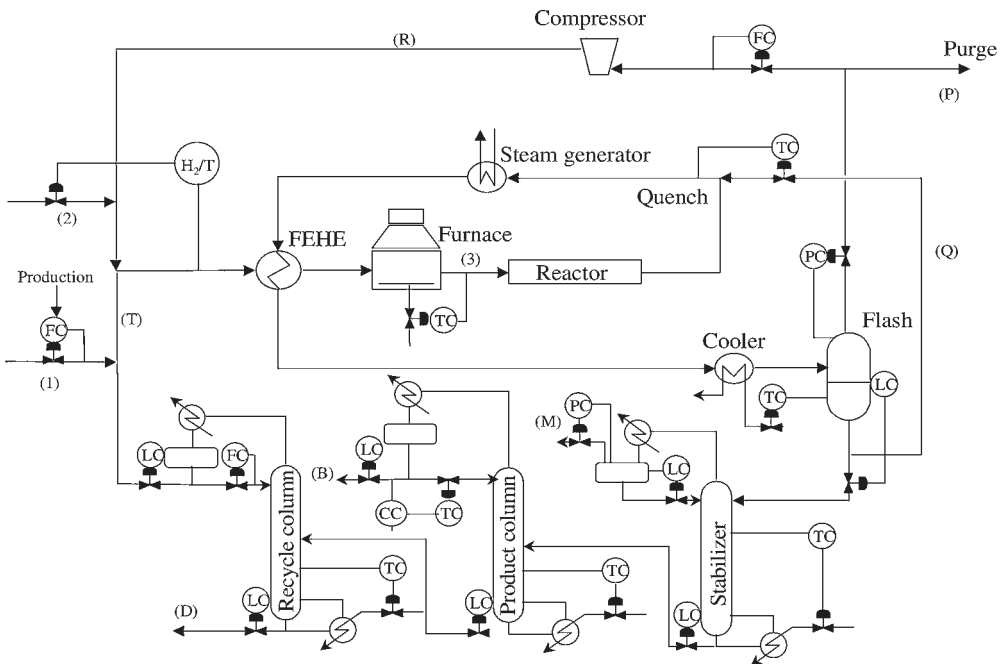 Compressor
(R)
FC
Purge
(P)
H2/T
TC
Steam generator
Quench
(2)
FEHE
Furnace
(3)
Reactor
(Q)
Production
FC
(T)
(1)
TC
PC
Flash
Cooler
LC
TC
PC
(M)
LC
FC
LC
(B)
LC
CC
TC
Recycle column
Product column
Stabilizer
TC
TC
TC
LC
LC
LC
(D)